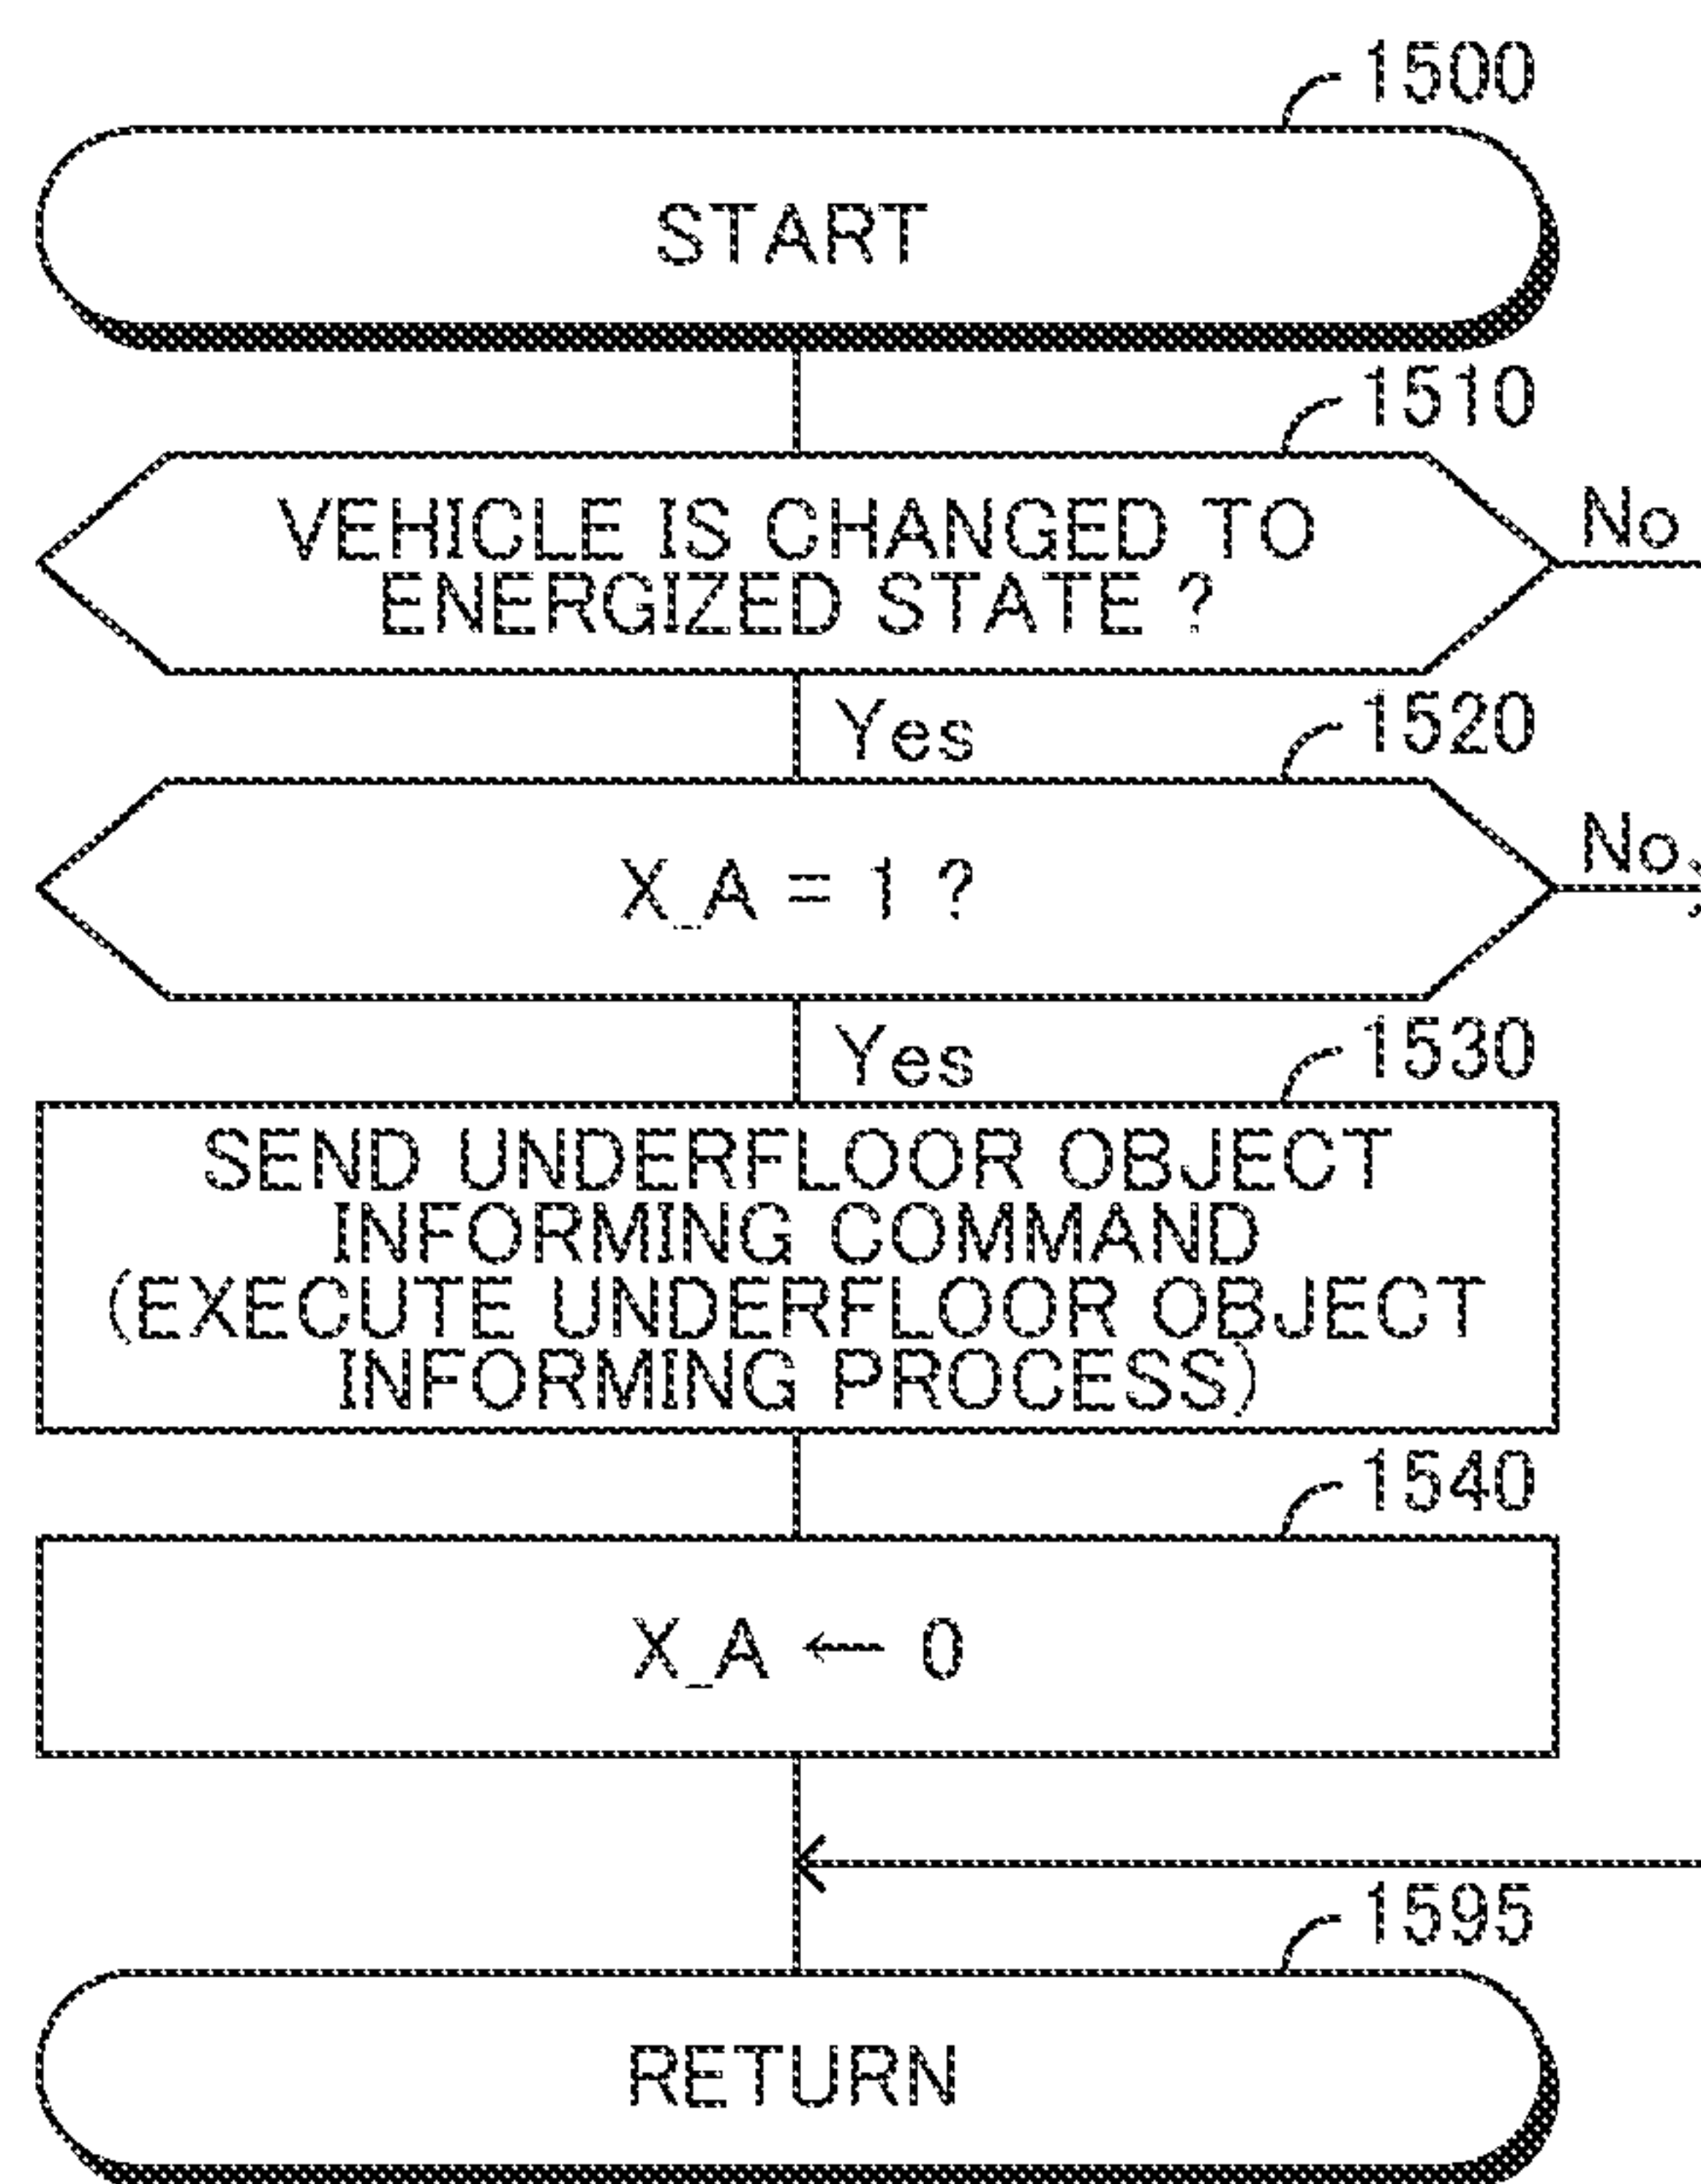 1500
START
1510
VEHICLE IS CHANGED TO
ENERGIZED STATE ?
No
Yes
1520
X_A = 1 ?
No
Yes
1530
SEND UNDERFLOOR OBJECT
INFORMING COMMAND
(EXECUTE UNDERFLOOR OBJECT
INFORMING PROCESS)
1540
X_A ← 0
1595
RETURN